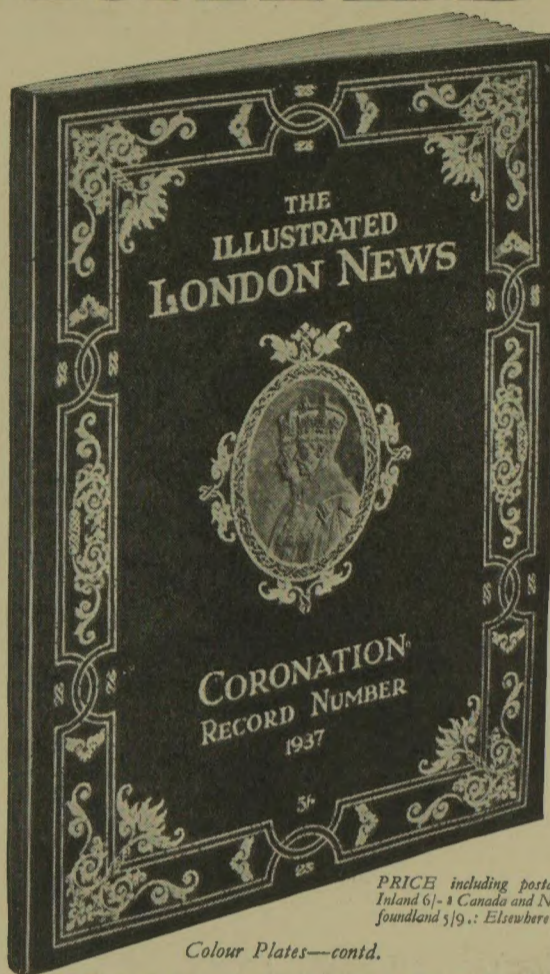 THE
ILLUSTRATED
LONDON NEWS
CORONATION
RECORD NUMBER
1937
5/-
PRICE including
Inland 6/- : Canada and
foundland 5/9.: Elsewhere
Colour Plates—contd.